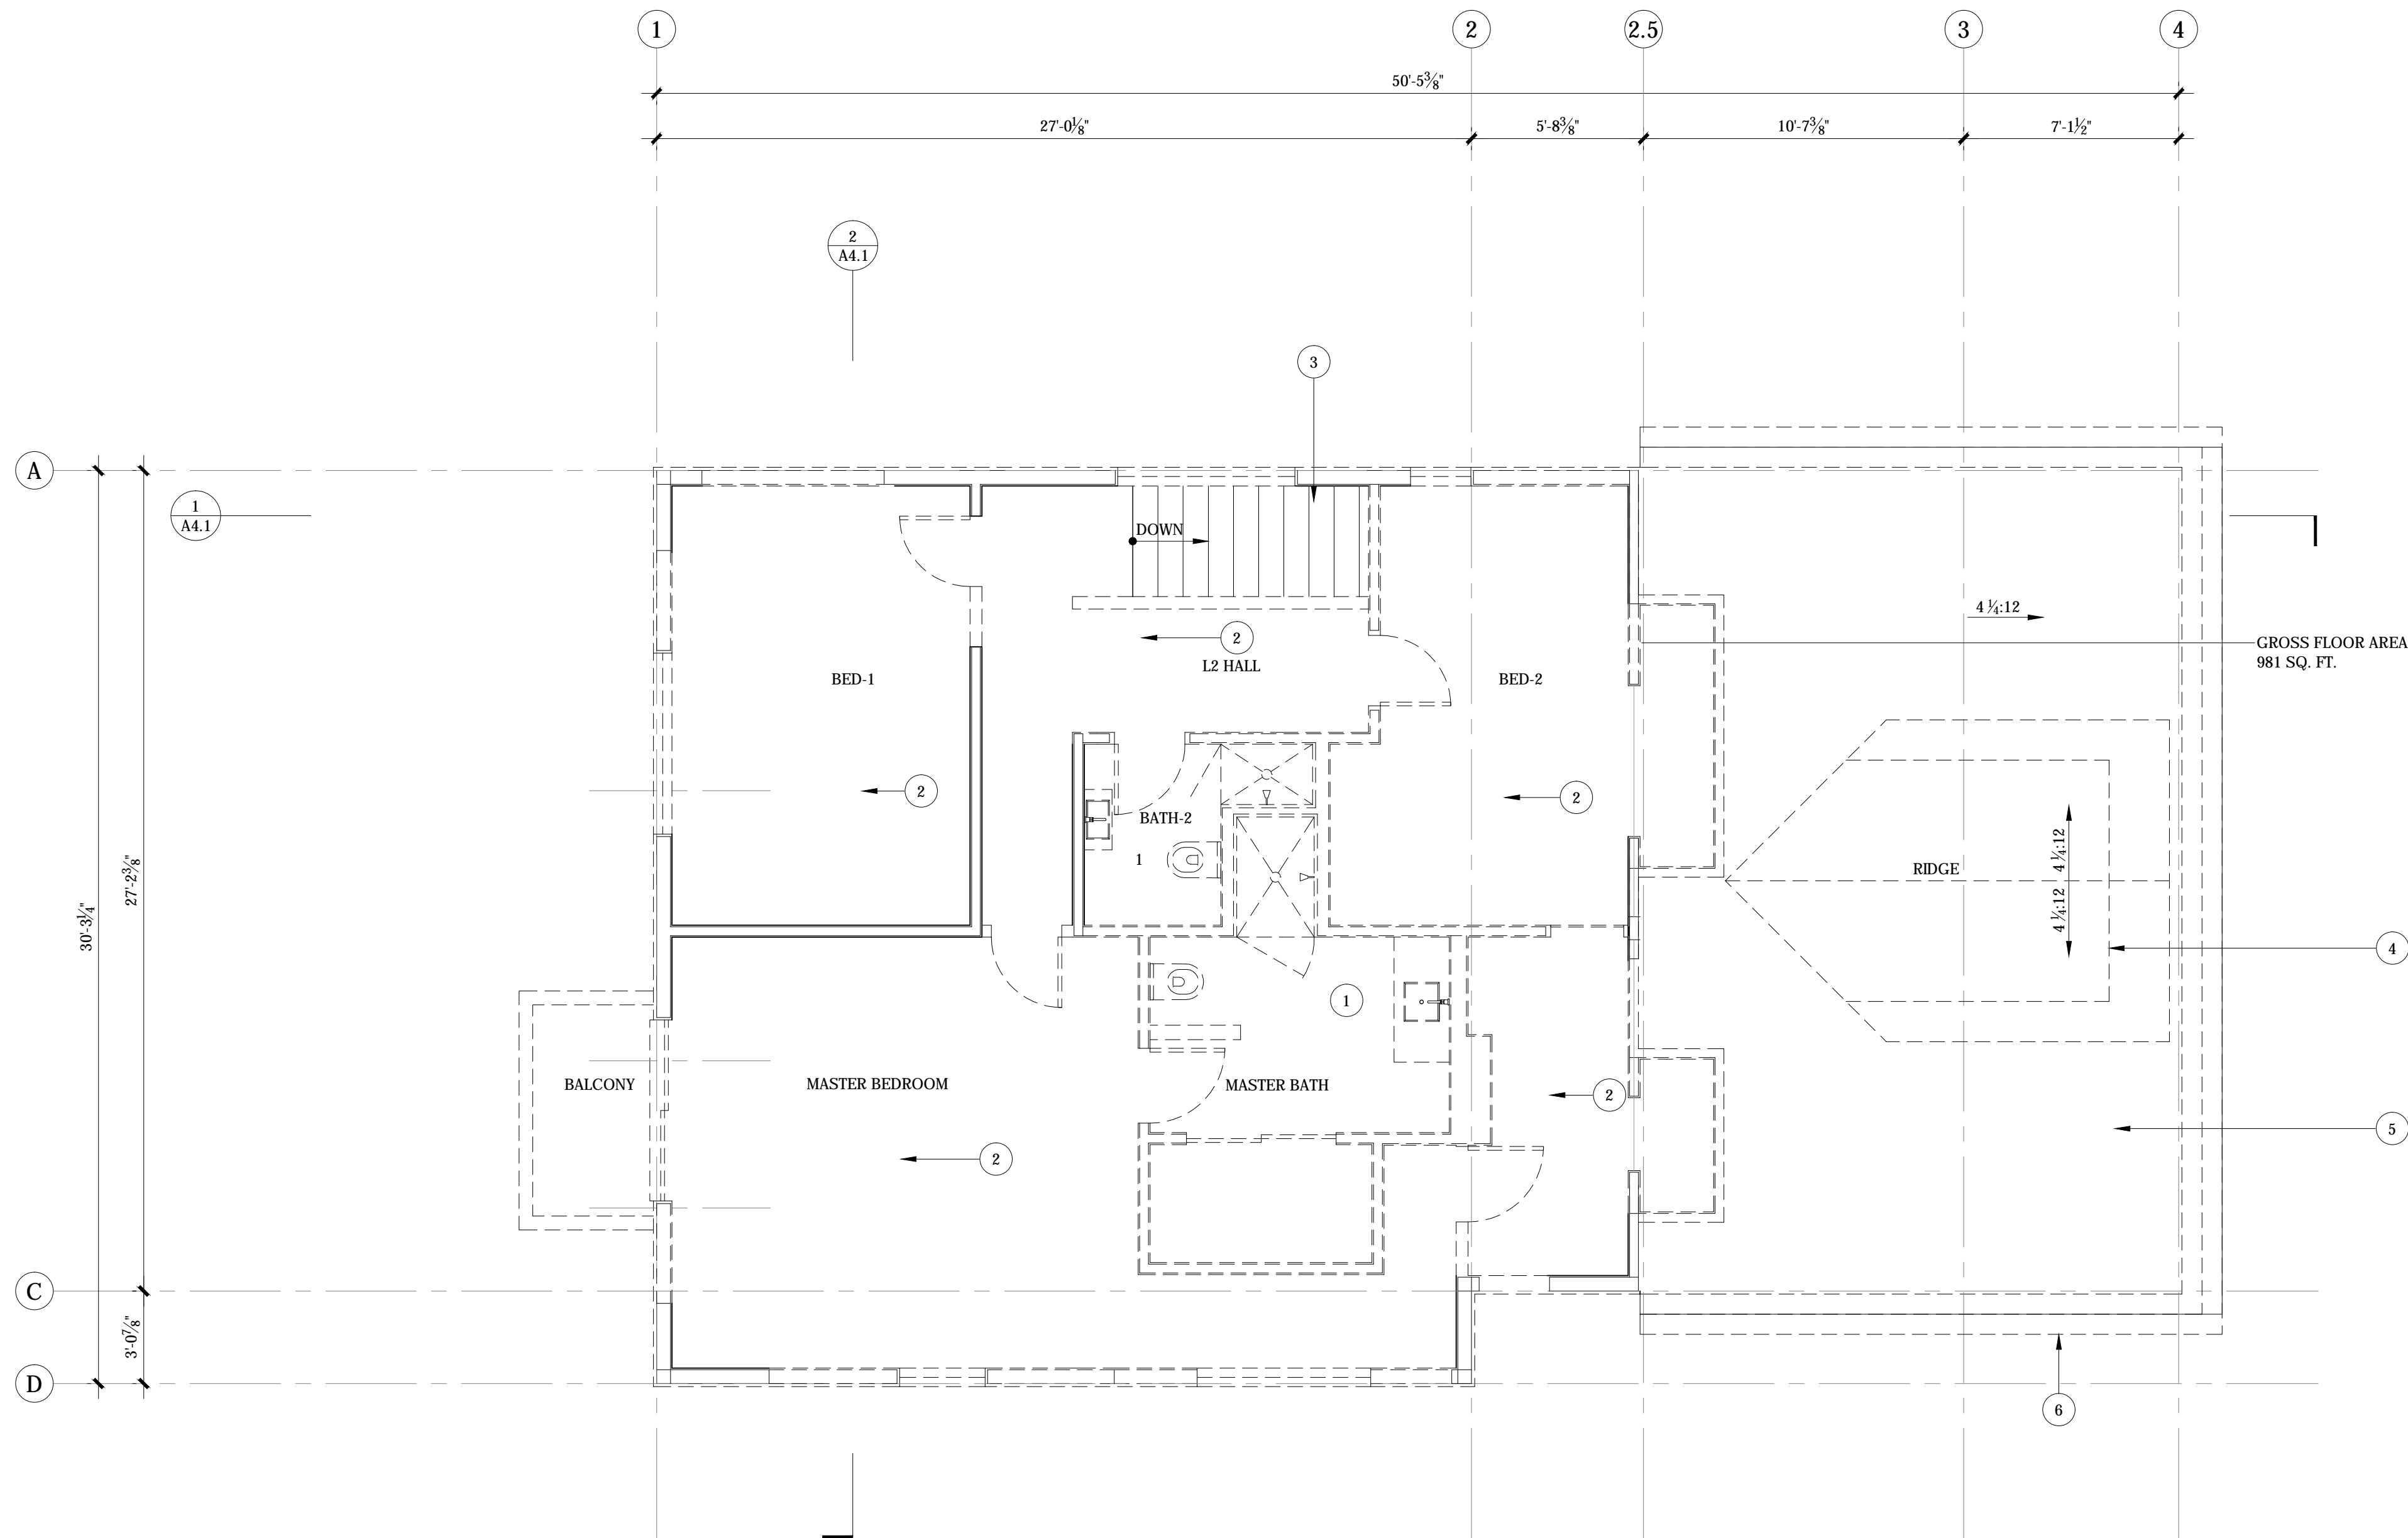 1 2 2.5 3 4
50'-5⅜"
27'-0⅛" 5'-8⅜" 10'-7⅜" 7'-1½"
2
A4.1
3
A
1
A4.1
DOWN
4 ¼:12
2
L2 HALL
GROSS FLOOR AREA
981 SQ. FT.
BED-1
BED-2
2
2
BATH-2
1
RIDGE
4 ¼:12 4 ¼:12
27'-2⅜"
30'-3¼"
4
1
BALCONY
MASTER BEDROOM
MASTER BATH
2
5
2
C
3'-0⅞"
D
6